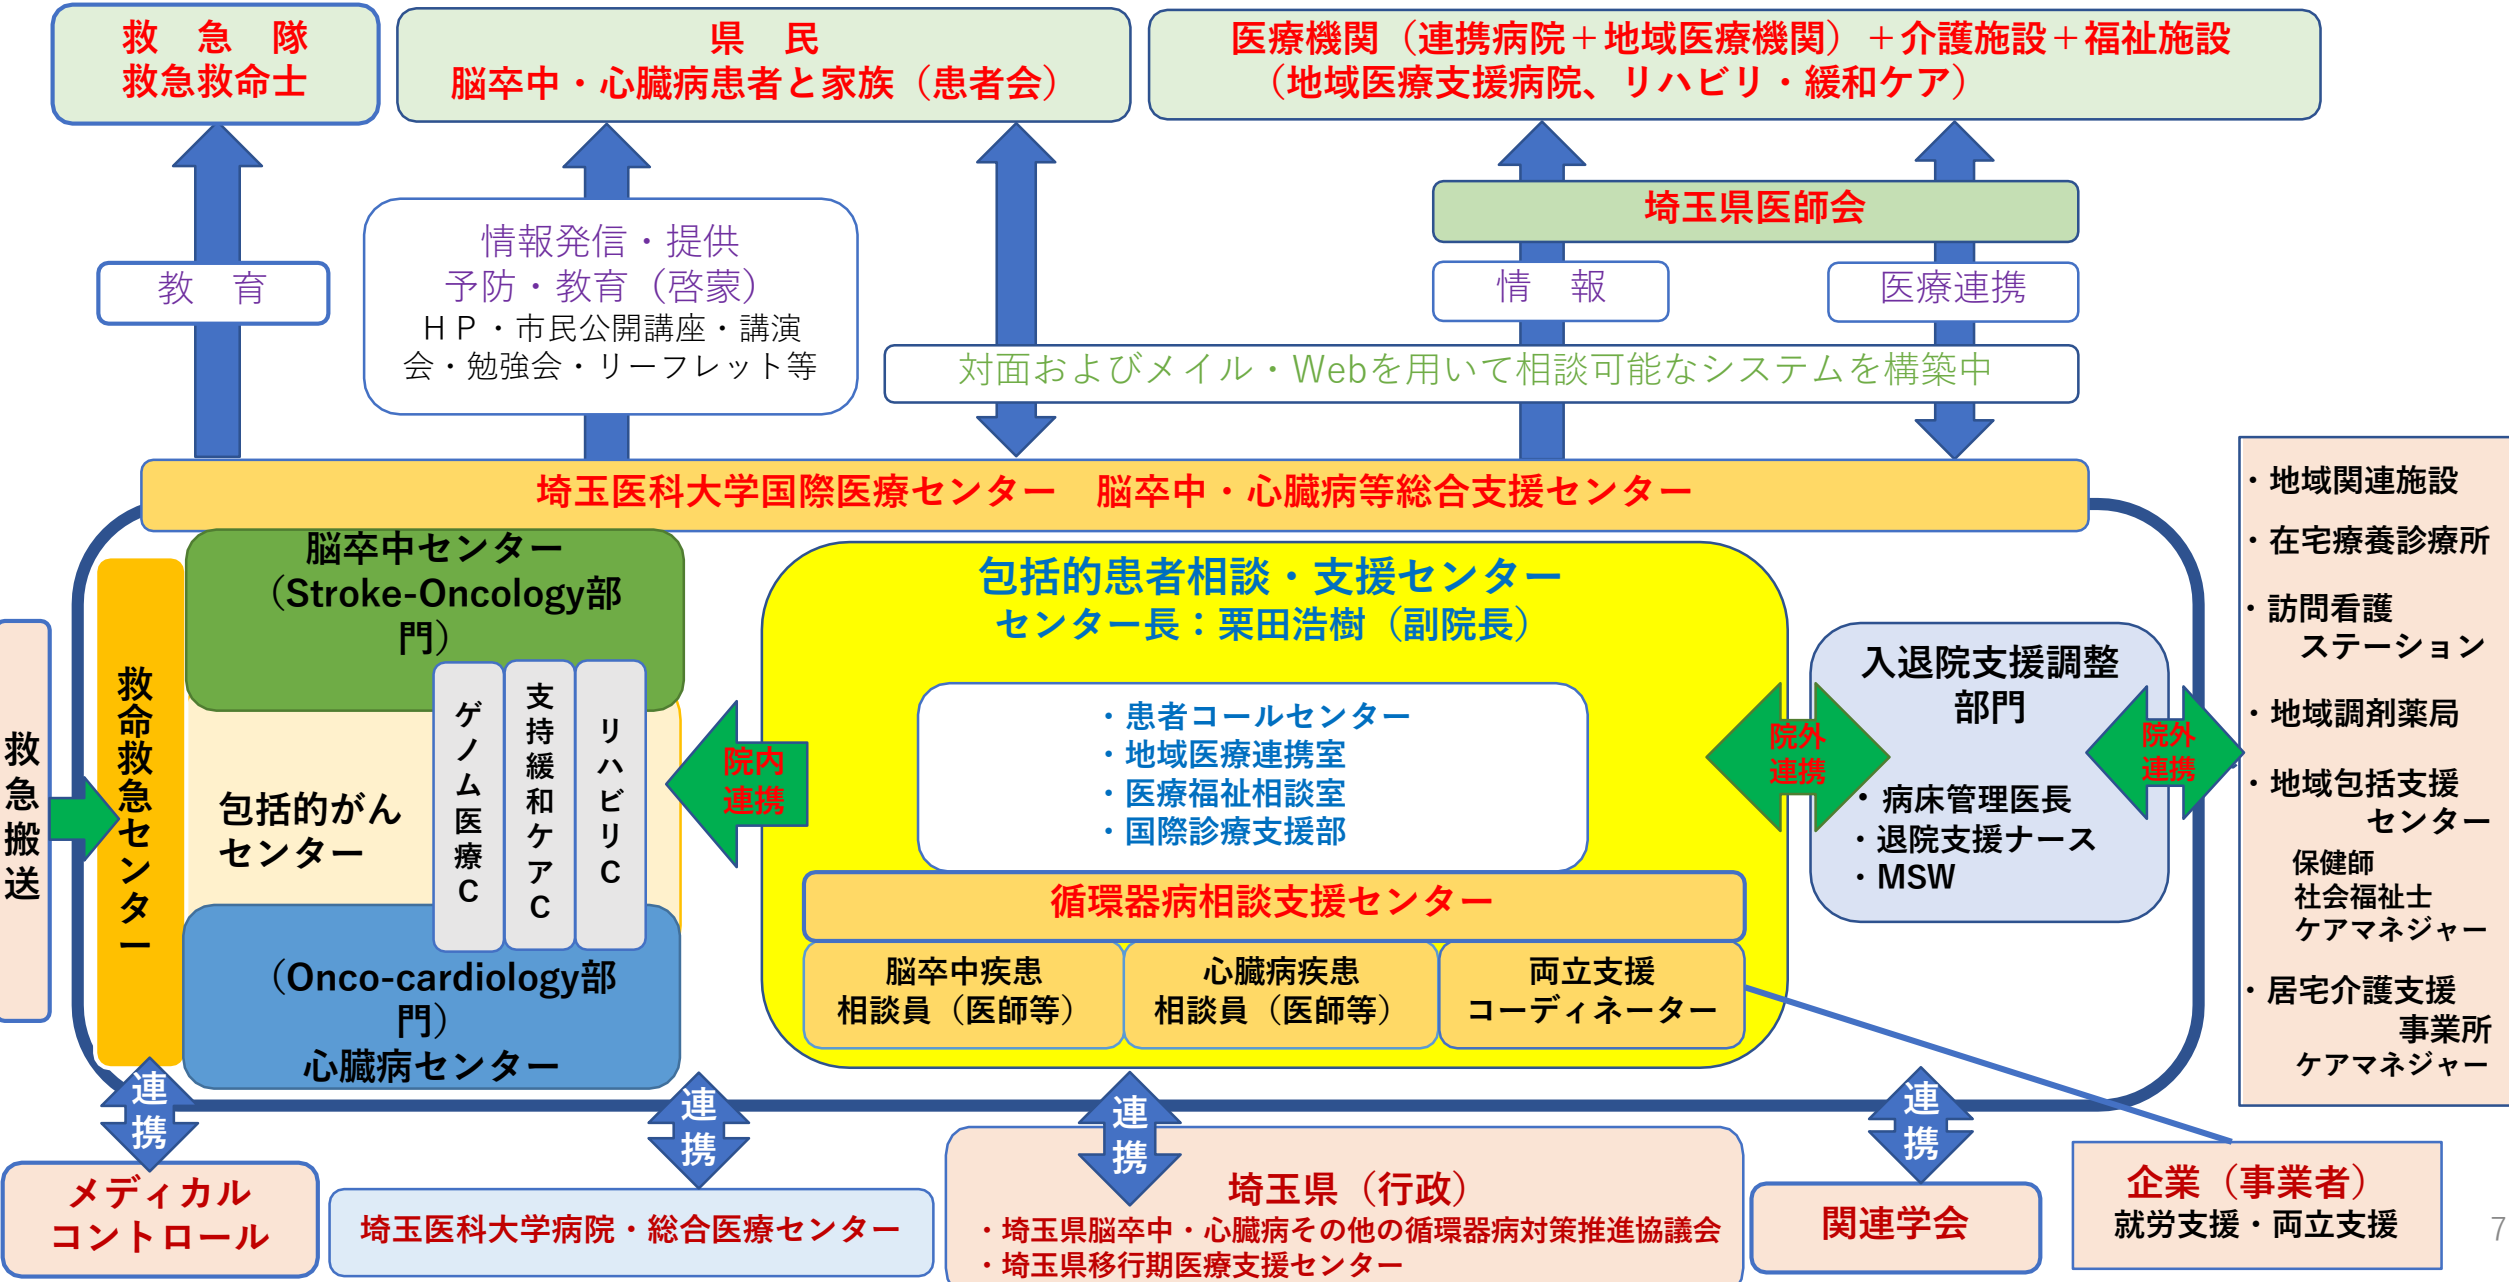 救　急　隊
救急救命士
県　民
脳卒中・心臓病患者と家族（患者会）
医療機関（連携病院＋地域医療機関）＋介護施設＋福祉施設
（地域医療支援病院、リハビリ・緩和ケア）
埼玉県医師会
教　育
情報発信・提供
予防・教育（啓蒙）
ＨＰ・市民公開講座・講演
会・勉強会・リーフレット等
情　報
医療連携
対面およびメイル・Webを用いて相談可能なシステムを構築中
埼玉医科大学国際医療センター　脳卒中・心臓病等総合支援センター
救急搬送
救命救急センター
脳卒中センター
（Stroke-Oncology部
門）
包括的がん
センター
ゲノム医療C
支持緩和ケアC
リハビリC
（Onco-cardiology部
門）
心臓病センター
院内
連携
包括的患者相談・支援センター
センター長：栗田浩樹（副院長）
・患者コールセンター
・地域医療連携室
・医療福祉相談室
・国際診療支援部
循環器病相談支援センター
脳卒中疾患
相談員（医師等）
心臓病疾患
相談員（医師等）
両立支援
コーディネーター
院外
連携
入退院支援調整
部門
・病床管理医長
・退院支援ナース
・MSW
院外
連携
・地域関連施設
・在宅療養診療所
・訪問看護
ステーション
・地域調剤薬局
・地域包括支援
センター
保健師
社会福祉士
ケアマネジャー
・居宅介護支援
事業所
ケアマネジャー
連携
連携
連携
連携
メディカル
コントロール
埼玉医科大学病院・総合医療センター
埼玉県（行政）
・埼玉県脳卒中・心臓病その他の循環器病対策推進協議会
・埼玉県移行期医療支援センター
関連学会
企業（事業者）
就労支援・両立支援
7